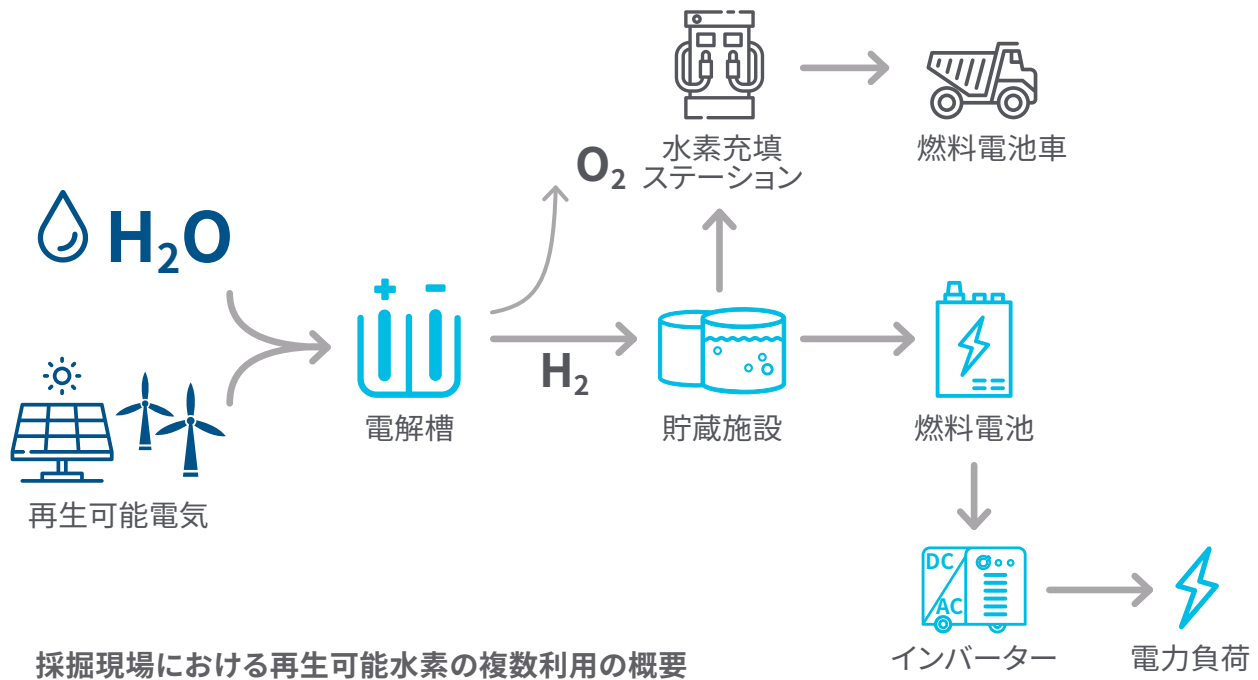 水素充填
ステーション
燃料電池車
O₂
H₂O
+ −
H₂
電解槽
貯蔵施設
燃料電池
再生可能電気
DC
AC
インバーター
電力負荷
採掘現場における再生可能水素の複数利用の概要